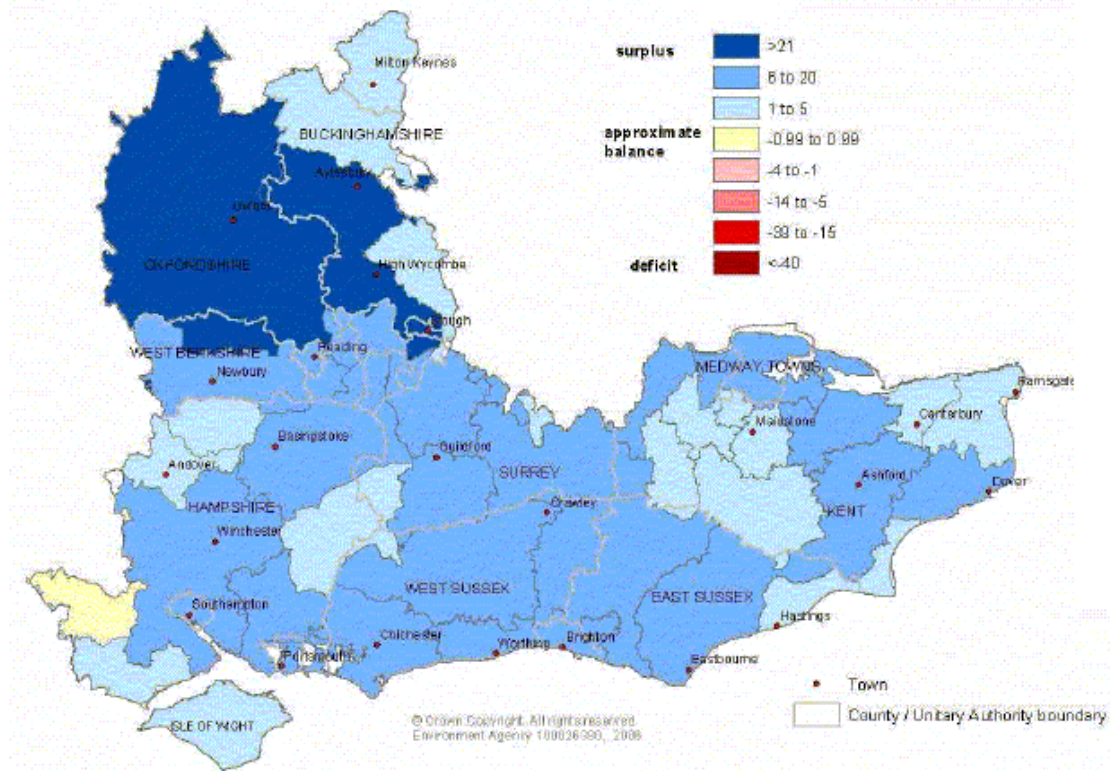 surplus
>21
6 to 20
1 to 5
approximate
balance
-0.99 to 0.99
-4 to -1
-14 to -5
-39 to -15
deficit
<-40
Milton Keynes
BUCKINGHAMSHIRE
Aylesbury
OXFORDSHIRE
High Wycombe
Slough
WEST BERKSHIRE
Reading
Newbury
MEDWAY TOWNS
Ramsgate
Canterbury
Maidstone
Basingstoke
Guildford
SURREY
Andover
Ashford
Dover
HAMPSHIRE
Crawley
KENT
Winchester
WEST SUSSEX
EAST SUSSEX
Southampton
Hastings
Chichester
Worthing
Brighton
Portsmouth
Eastbourne
ISLE OF WIGHT
Town
County / Unitary Authority boundary
© Crown Copyright. All rights reserved
Environment Agency